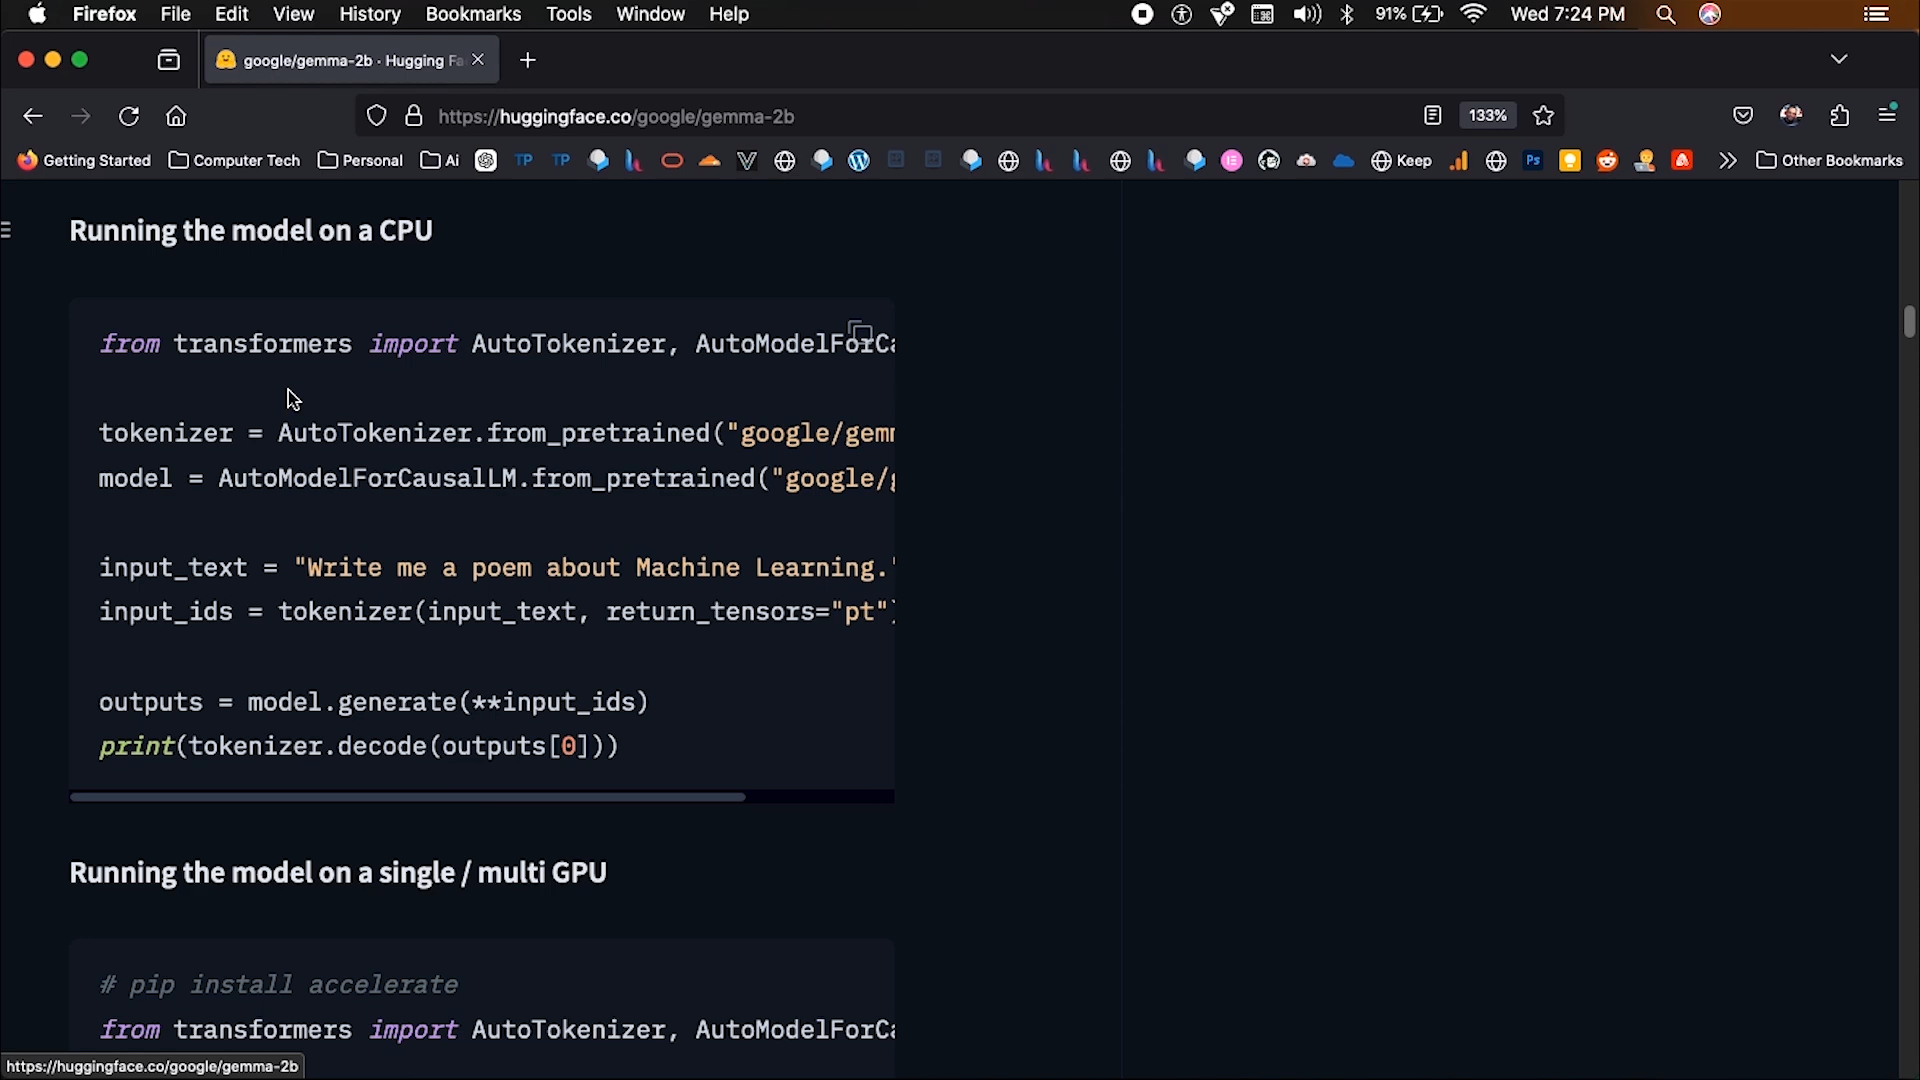 Firefox File Edit View History Bookmarks Tools Window Help 91% Wed 7:24 PM
google/gemma-2b - Hugging Fa
https://huggingface.co/google/gemma-2b 133%
Getting Started Computer Tech Personal Ai TP TP Keep Ps Other Bookmarks
Running the model on a CPU
from transformers import AutoTokenizer, AutoModelForCa
tokenizer = AutoTokenizer.from_pretrained("google/gem
model = AutoModelForCausalLM.from_pretrained("google/g
input_text = "Write me a poem about Machine Learning."
input_ids = tokenizer(input_text, return_tensors="pt")
outputs = model.generate(**input_ids)
print(tokenizer.decode(outputs[0]))
Running the model on a single / multi GPU
# pip install accelerate
from transformers import AutoTokenizer, AutoModelForCa
https://huggingface.co/google/gemma-2b